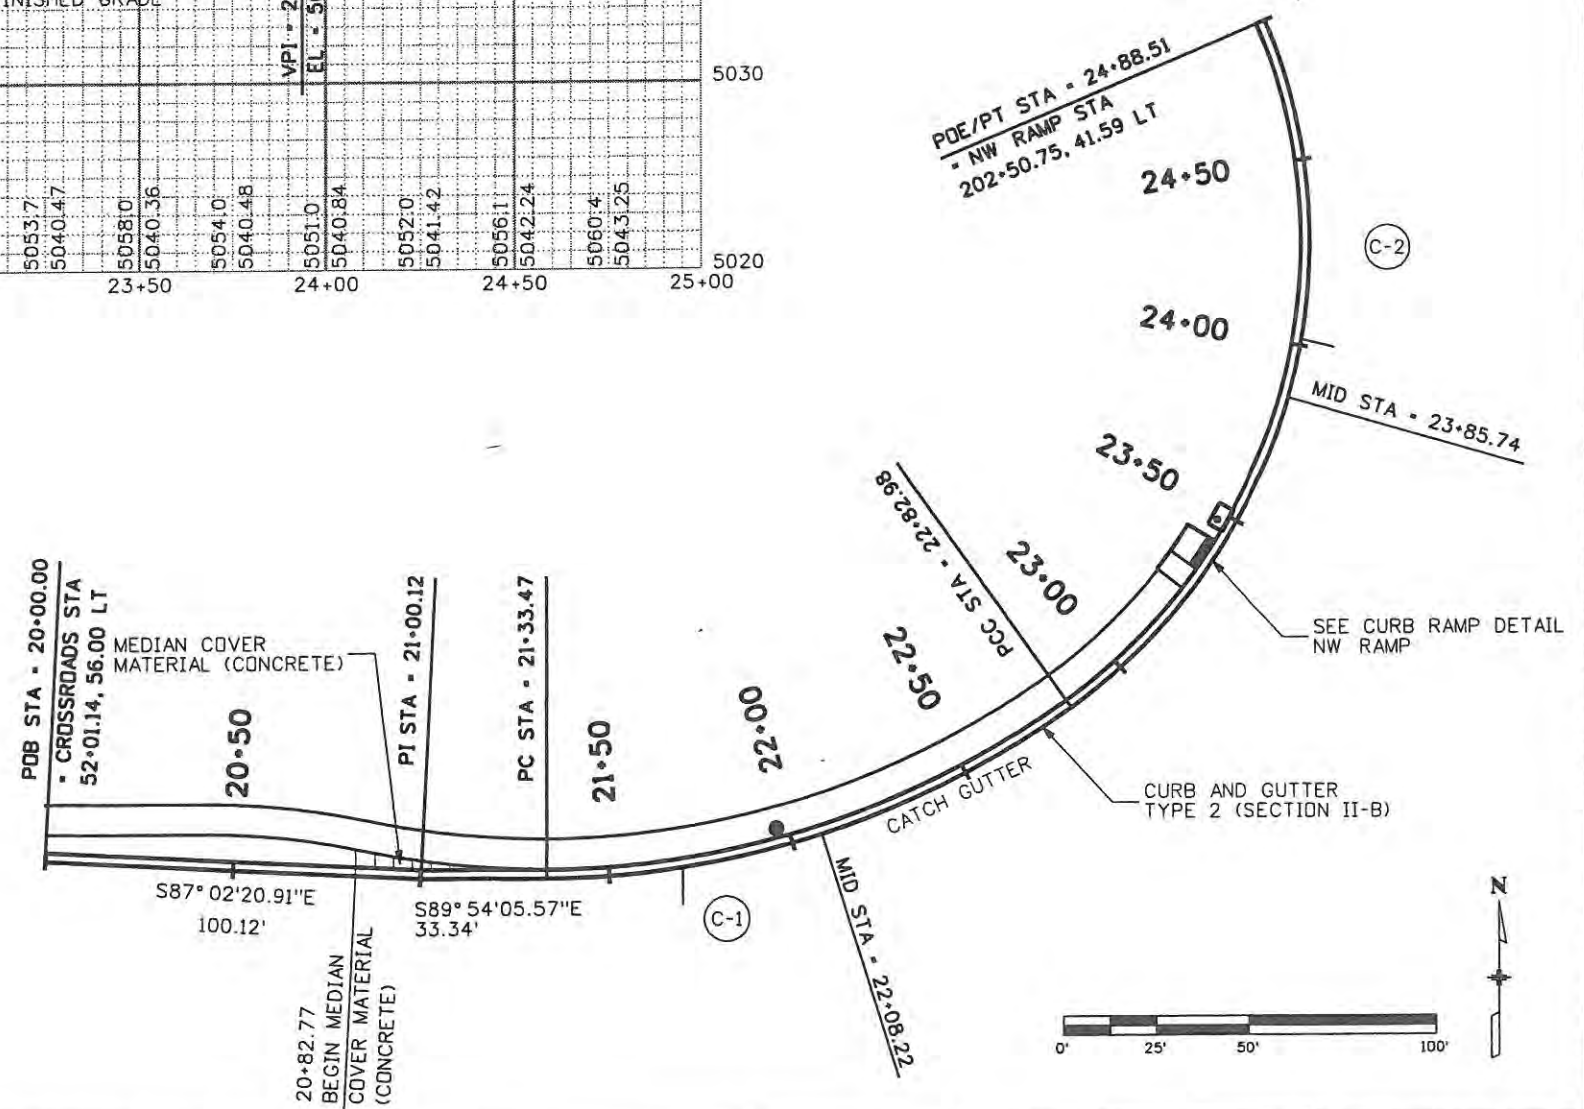 INISHED GRADE
VPI = 2
EL = 50
5030
5020
5053.7
5040.47
5058.0
5040.36
5054.0
5040.48
5051.0
5040.84
5052.0
5041.42
5056.1
5042.24
5060.4
5043.25
23+50
24+00
24+50
25+00
POE/PT STA = 24+88.51
= NW RAMP STA
202+50.75, 41.59 LT
24+50
C-2
24+00
MID STA = 23+85.74
23+50
PCC STA = 22+82.98
23+00
SEE CURB RAMP DETAIL
NW RAMP
22+50
22+00
CURB AND GUTTER
TYPE 2 (SECTION II-B)
CATCH GUTTER
POB STA = 20+00.00
= CROSSROADS STA
52+01.14, 56.00 LT
MEDIAN COVER
MATERIAL (CONCRETE)
20+50
PI STA = 21+00.12
PC STA = 21+33.47
21+50
S87° 02'20.91"E
100.12'
S89° 54'05.57"E
33.34'
C-1
MID STA = 22+08.22
20+82.77
BEGIN MEDIAN
COVER MATERIAL
(CONCRETE)
N
0' 25' 50' 100'